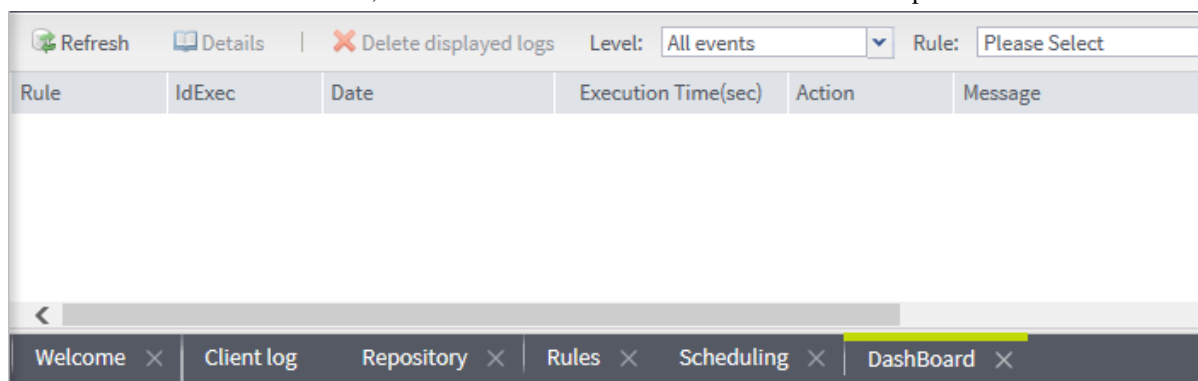 Refresh Details Delete displayed logs Level: All events Rule: Please Select
Rule IdExec Date Execution Time(sec) Action Message
Welcome Client log Repository Rules Scheduling DashBoard